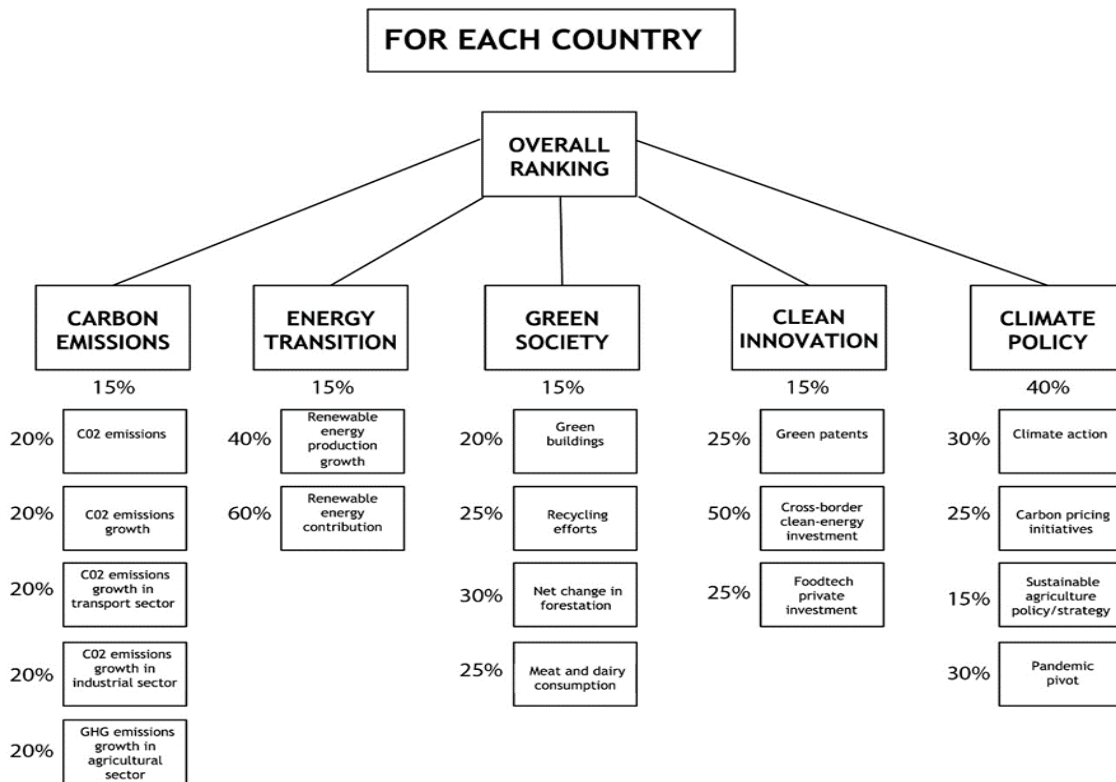 FOR EACH COUNTRY
OVERALL
RANKING
CARBON
EMISSIONS
15%
20%
C02 emissions
20%
C02 emissions
growth
20%
C02 emissions
growth in
transport sector
20%
C02 emissions
growth in
industrial sector
20%
GHG emissions
growth in
agricultural
sector
ENERGY
TRANSITION
15%
40%
Renewable
energy
production
growth
60%
Renewable
energy
contribution
GREEN
SOCIETY
15%
20%
Green
buildings
25%
Recycling
efforts
30%
Net change in
forestation
25%
Meat and dairy
consumption
CLEAN
INNOVATION
15%
25%
Green patents
50%
Cross-border
clean-energy
investment
25%
Foodtech
private
investment
CLIMATE
POLICY
40%
30%
Climate action
25%
Carbon pricing
initiatives
15%
Sustainable
agriculture
policy/strategy
30%
Pandemic
pivot